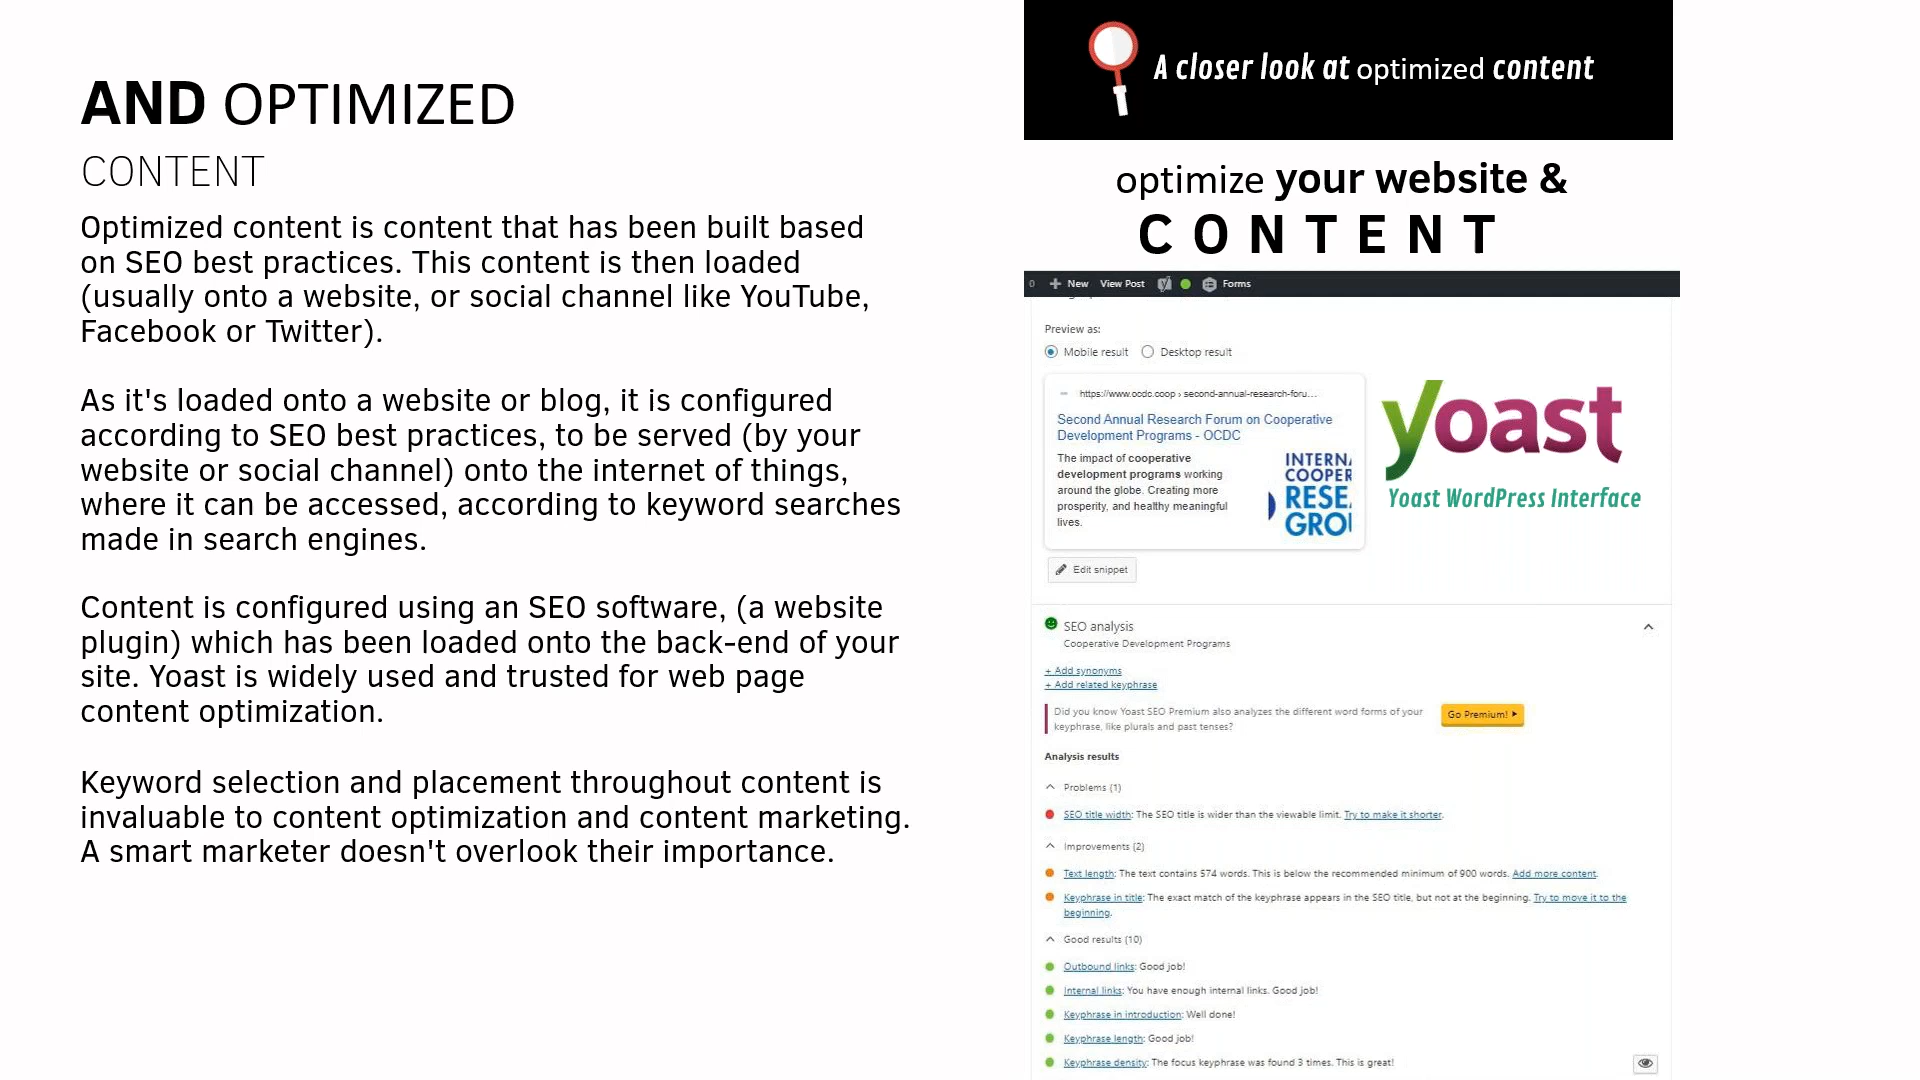 AND OPTIMIZED
CONTENT
Optimized content is content that has been built based
on SEO best practices. This content is then loaded
(usually onto a website, or social channel like YouTube,
Facebook or Twitter).
As it's loaded onto a website or blog, it is configured
according to SEO best practices, to be served (by your
website or social channel) onto the internet of things,
where it can be accessed, according to keyword searches
made in search engines.
Content is configured using an SEO software, (a website
plugin) which has been loaded onto the back-end of your
site. Yoast is widely used and trusted for web page
content optimization.
Keyword selection and placement throughout content is
invaluable to content optimization and content marketing.
A smart marketer doesn't overlook their importance.
A closer look at optimized content
optimize your website &
CONTENT
0 New View Post Forms
Preview as:
Mobile result Desktop result
https://www.ocdc.coop › second-annual-research-foru...
Second Annual Research Forum on Cooperative
Development Programs - OCDC
The impact of cooperative
development programs working
around the globe. Creating more
prosperity, and healthy meaningful
lives.
INTERNA
COOPER
RESE
GRO
yoast
Yoast WordPress Interface
Edit snippet
SEO analysis
Cooperative Development Programs
+ Add synonyms
+ Add related keyphrase
Did you know Yoast SEO Premium also analyzes the different word forms of your
keyphrase, like plurals and past tenses?
Go Premium!
Analysis results
Problems (1)
SEO title width: The SEO title is wider than the viewable limit. Try to make it shorter.
Improvements (2)
Text length: The text contains 574 words. This is below the recommended minimum of 900 words. Add more content.
Keyphrase in title: The exact match of the keyphrase appears in the SEO title, but not at the beginning. Try to move it to the
beginning.
Good results (10)
Outbound links: Good job!
Internal links: You have enough internal links. Good job!
Keyphrase in introduction: Well done!
Keyphrase length: Good job!
Keyphrase density: The focus keyphrase was found 3 times. This is great!